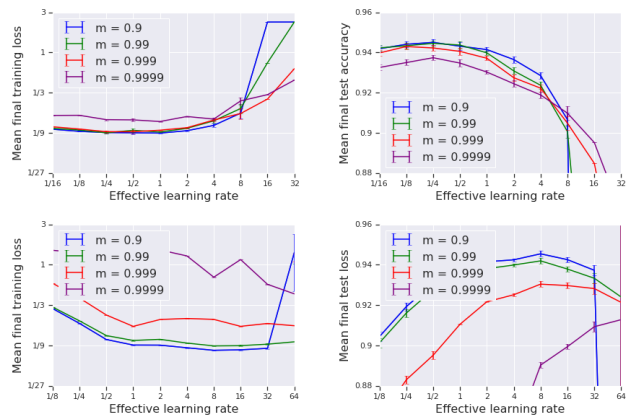 3
1
1/3
1/9
1/27
Mean final training loss
m = 0.9
m = 0.99
m = 0.999
m = 0.9999
1/16 1/8 1/4 1/2 1 2 4 8 16 32
Effective learning rate
0.96
0.94
0.92
0.9
0.88
Mean final test accuracy
m = 0.9
m = 0.99
m = 0.999
m = 0.9999
1/16 1/8 1/4 1/2 1 2 4 8 16 32
Effective learning rate
3
1
1/3
1/9
1/27
Mean final training loss
m = 0.9
m = 0.99
m = 0.999
m = 0.9999
1/8 1/4 1/2 1 2 4 8 16 32 64
Effective learning rate
0.96
0.94
0.92
0.9
0.88
Mean final test loss
m = 0.9
m = 0.99
m = 0.999
m = 0.9999
1/8 1/4 1/2 1 2 4 8 16 32 64
Effective learning rate